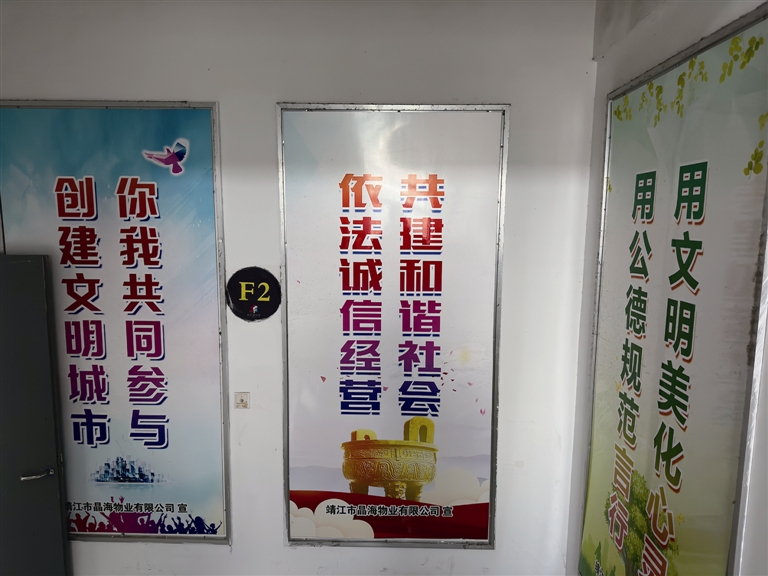 你我共同参与
创建文明城市
靖江市晶海物业有限公司 宣
F2
共建和谐社会
依法诚信经营
靖江市晶海物业有限公司 宣
用文明美化心灵
用公德规范言行